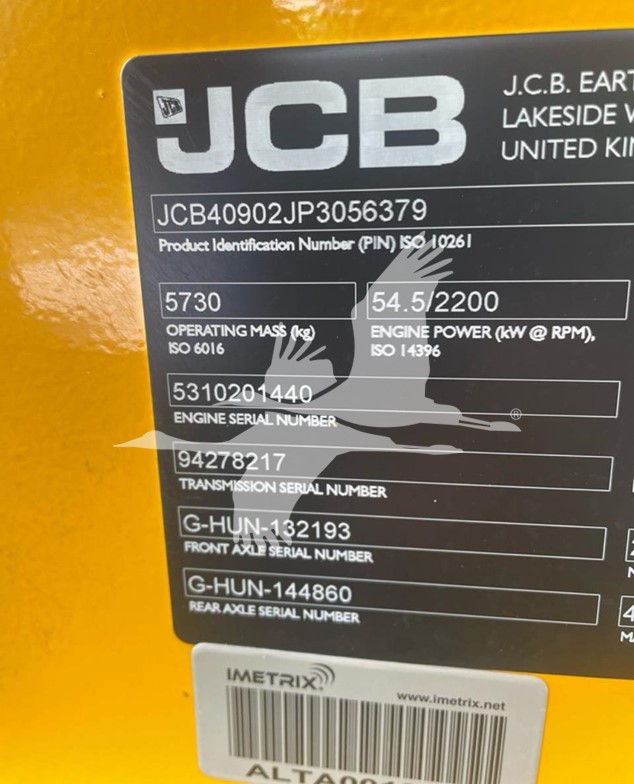 JCB
JCB
J.C.B. EART
LAKESIDE W
UNITED KIN
JCB40902JP3056379
Product Identification Number (PIN) ISO 10261
5730
54.5/2200
OPERATING MASS (kg)
ISO 6016
ENGINE POWER (kW @ RPM),
ISO 14396
5310201440
ENGINE SERIAL NUMBER
®
94278217
TRANSMISSION SERIAL NUMBER
G-HUN-132193
FRONT AXLE SERIAL NUMBER
G-HUN-144860
REAR AXLE SERIAL NUMBER
4
IMETRIX®
www.imetrix.net